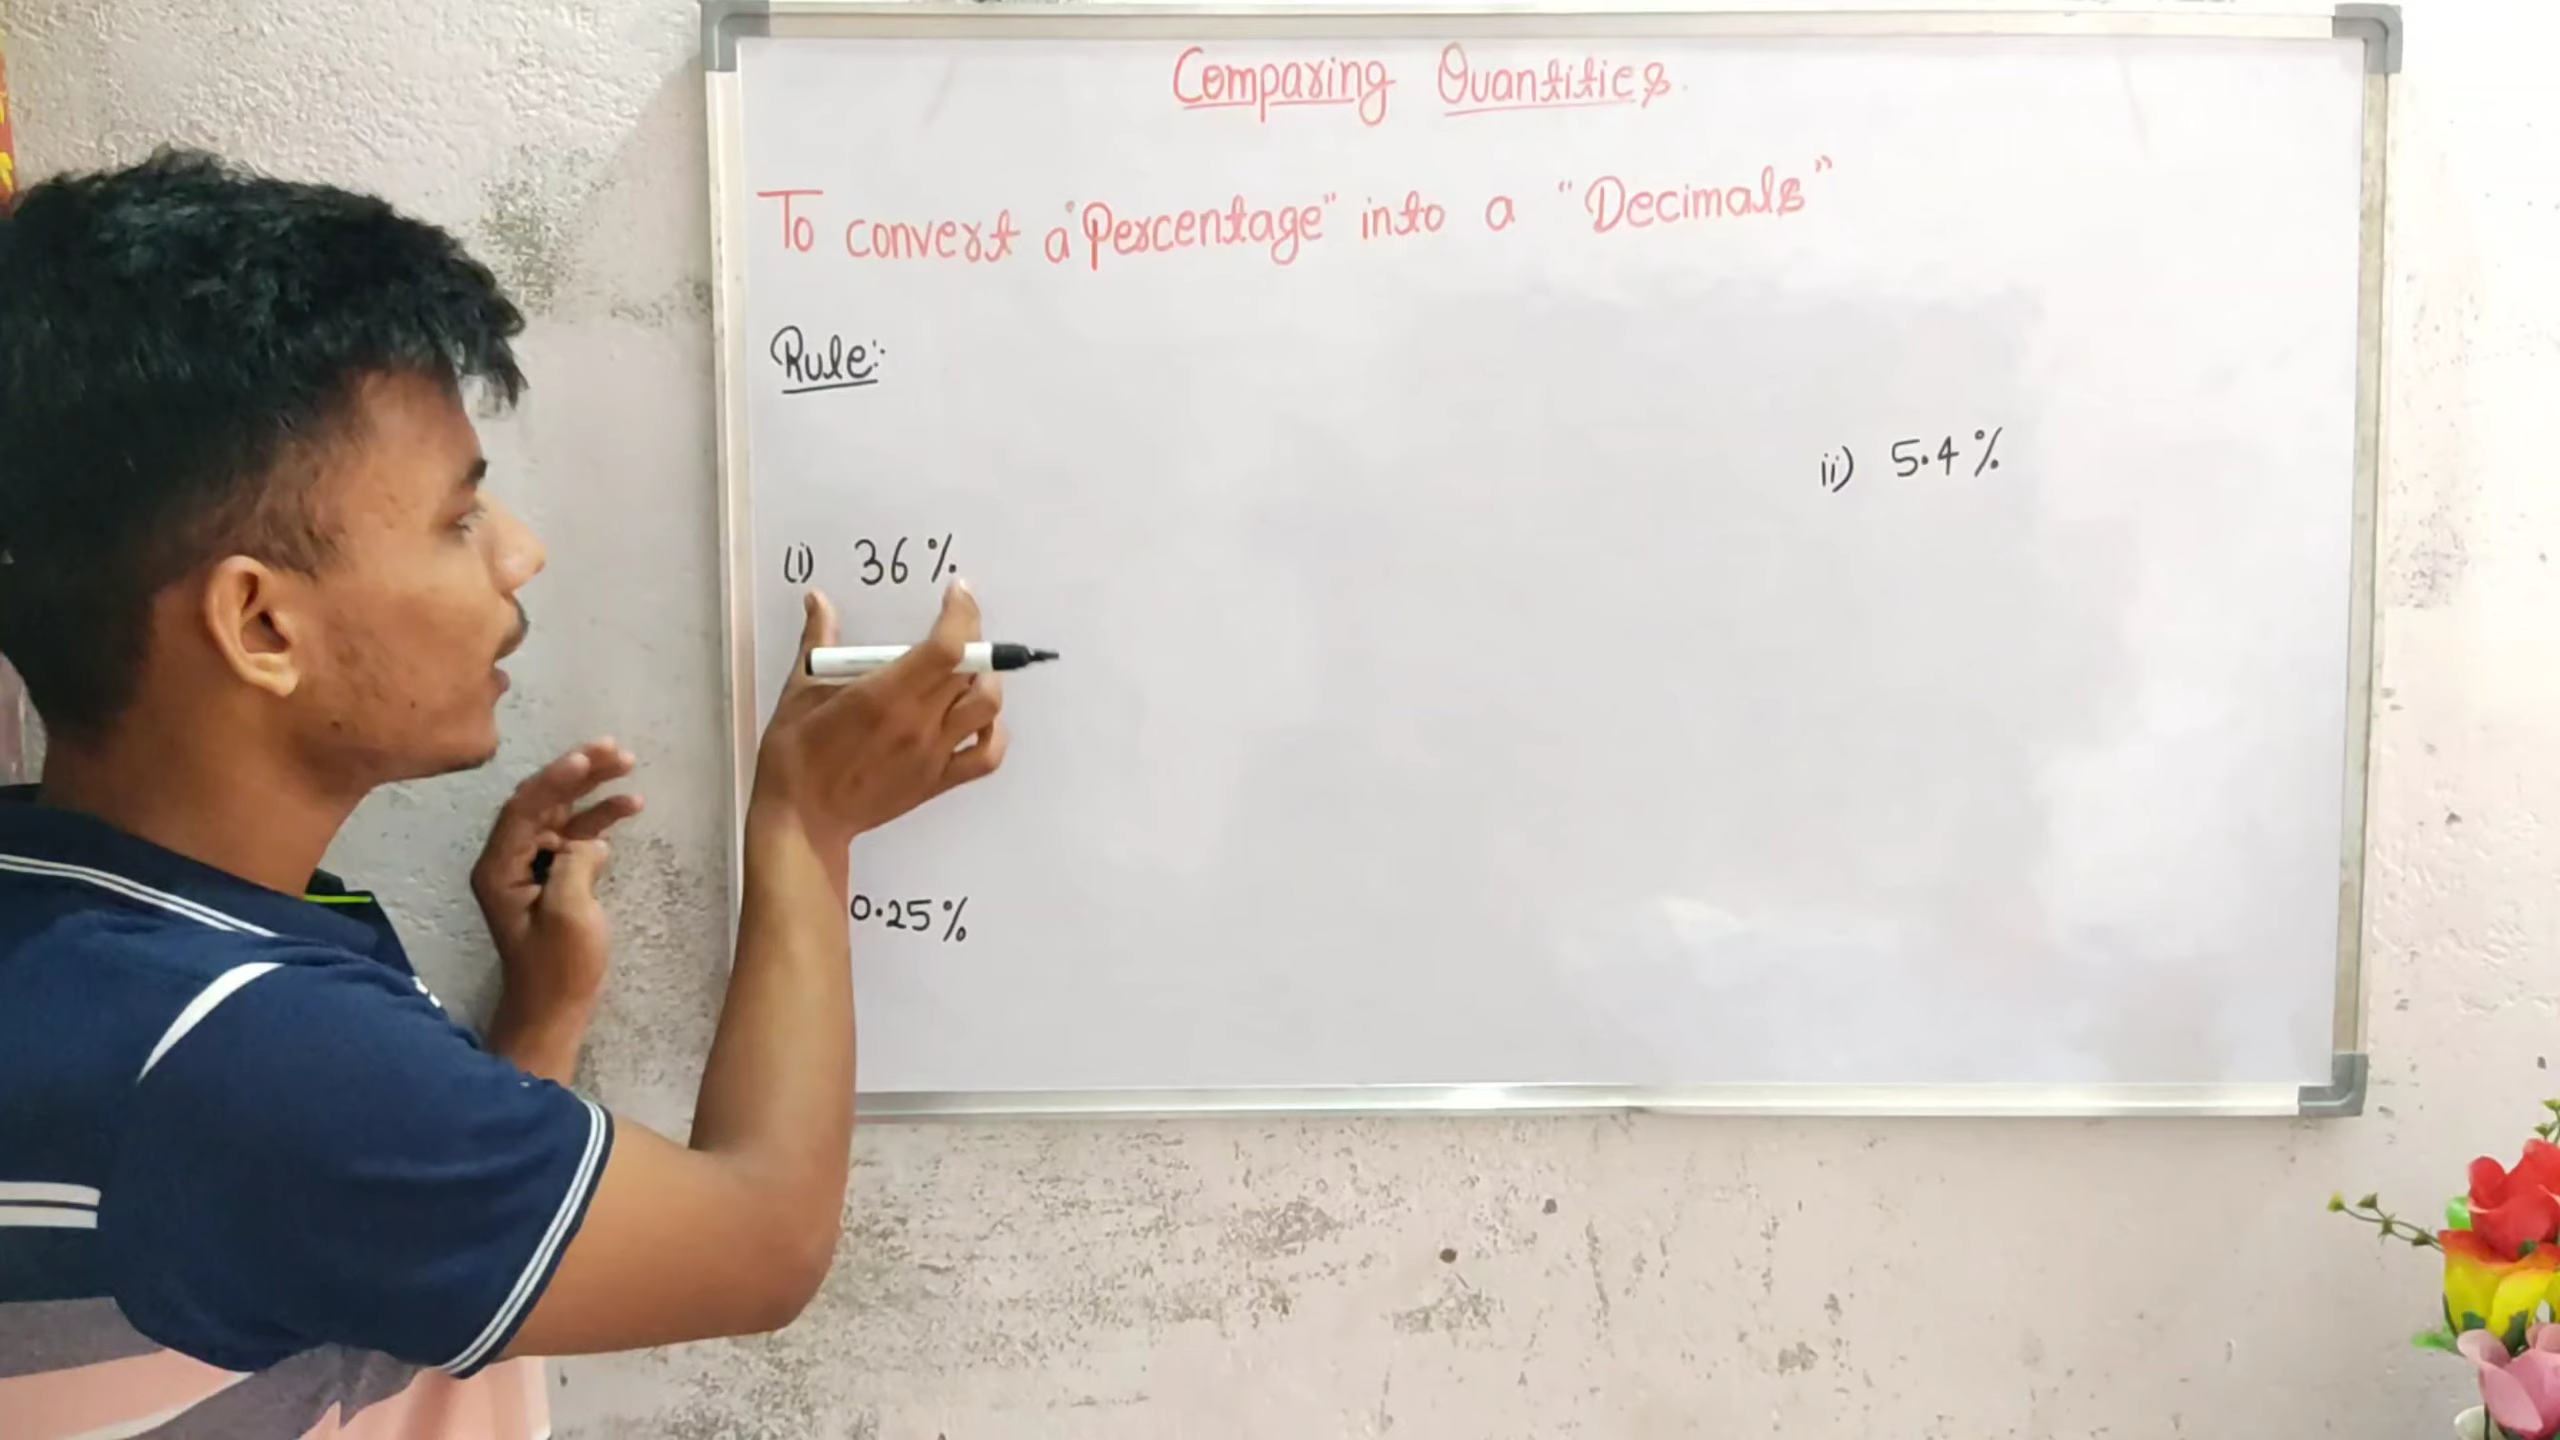 Comparing Quantities.
To convert a "Percentage" into a "Decimals"
Rule:
ii) 5.4%
(i) 36%
0.25%